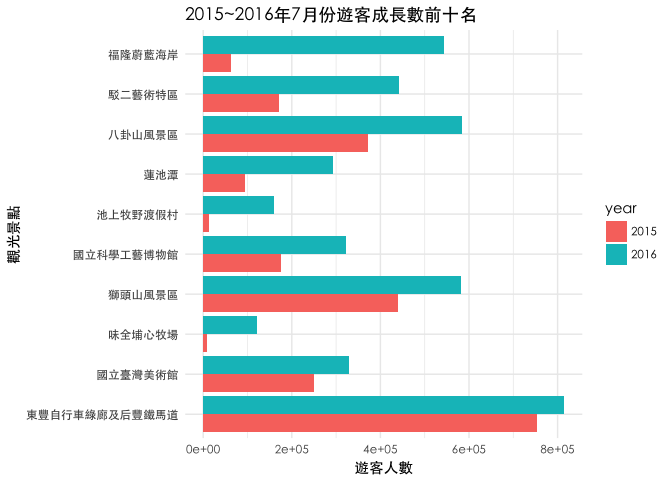 2015~2016年7月份遊客成長數前十名
福隆蔚藍海岸
駁二藝術特區
八卦山風景區
蓮池潭
池上牧野渡假村
國立科學工藝博物館
獅頭山風景區
味全埔心牧場
國立臺灣美術館
東豐自行車綠廊及后豐鐵馬道
觀光景點
0e+00 2e+05 4e+05 6e+05 8e+05
遊客人數
year
2015
2016